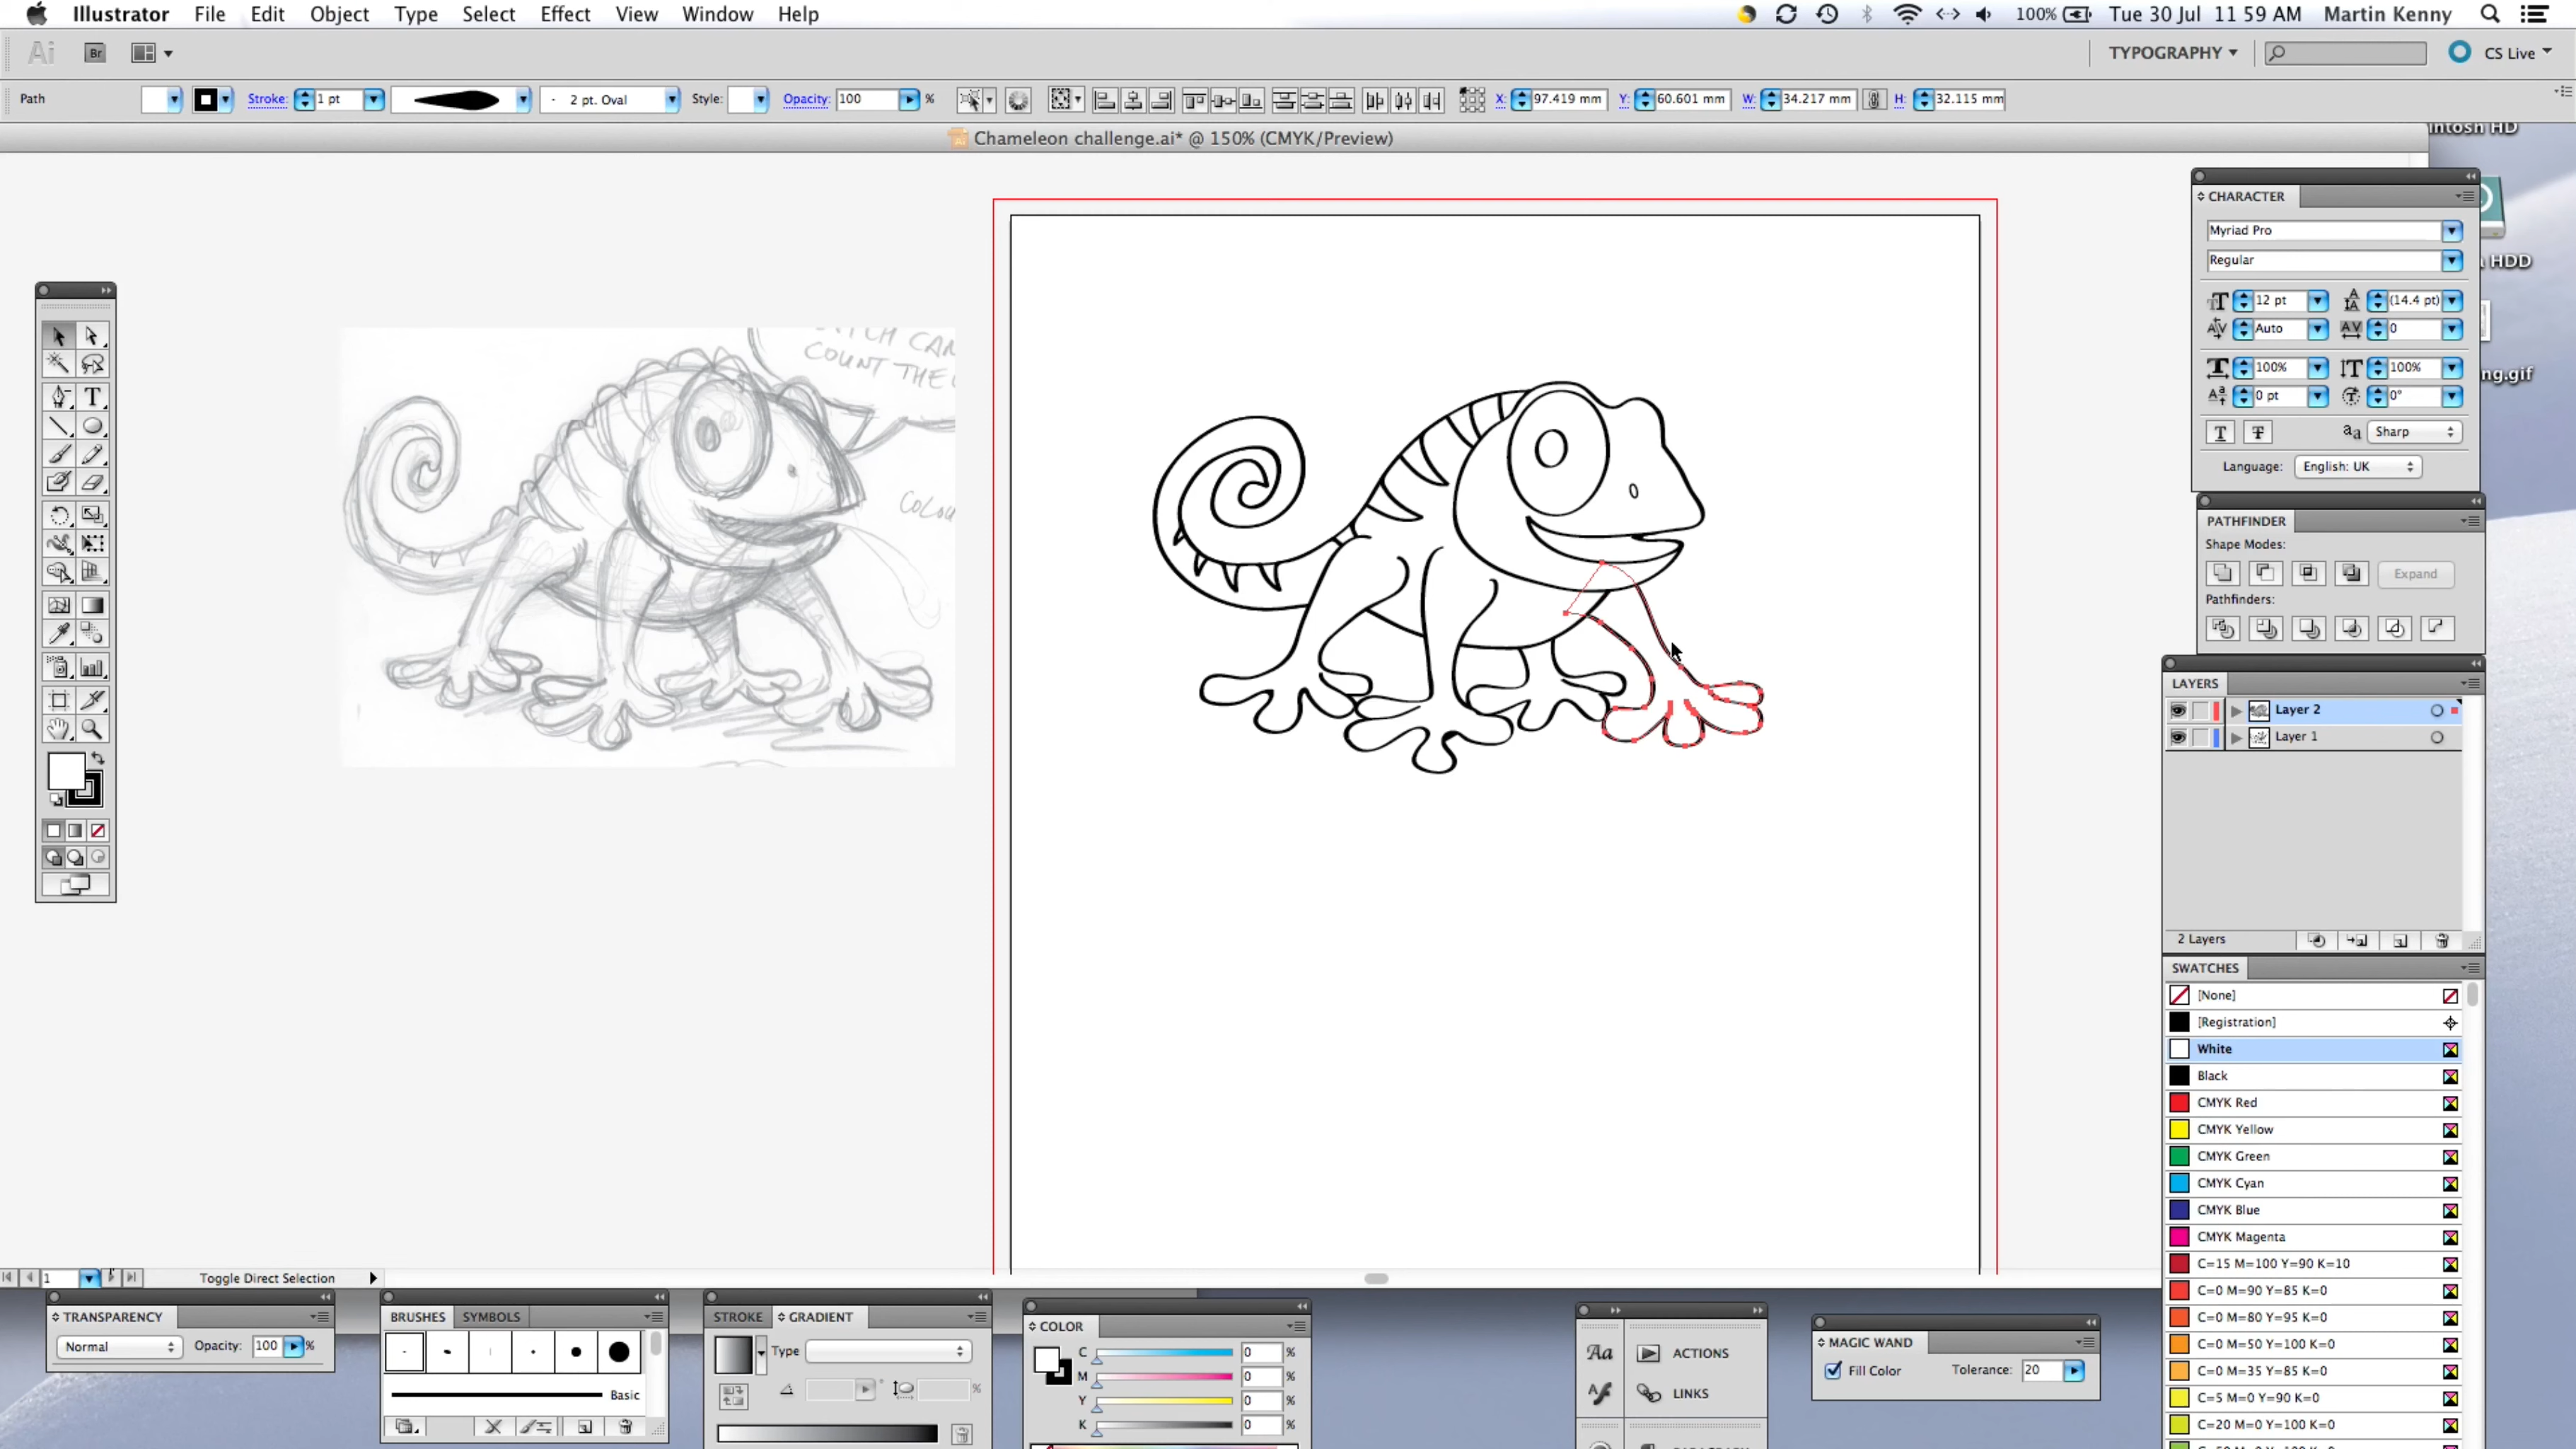 Illustrator File Edit Object Type Select Effect View Window Help
100% Tue 30 Jul 11 59 AM Martin Kenny
Ai Br
TYPOGRAPHY CS Live
Path Stroke: 1 pt 2 pt. Oval Style: Opacity: 100 % X: 97.419 mm Y: 60.601 mm W: 34.217 mm H: 32.115 mm
Chameleon challenge.ai* @ 150% (CMYK/Preview)
intosh HD
CHARACTER
Myriad Pro
Regular
HDD
12 pt (14.4 pt)
Auto 0
100% 100%
ng.gif
0 pt 0°
Sharp
Language: English: UK
COUNT THE
PATHFINDER
Shape Modes:
Expand
Pathfinders:
LAYERS
Layer 2
Layer 1
2 Layers
SWATCHES
[None]
[Registration]
White
Black
CMYK Red
CMYK Yellow
CMYK Green
CMYK Cyan
CMYK Blue
CMYK Magenta
C=15 M=100 Y=90 K=10
C=0 M=90 Y=85 K=0
C=0 M=80 Y=95 K=0
C=0 M=50 Y=100 K=0
C=0 M=35 Y=85 K=0
C=5 M=0 Y=90 K=0
C=20 M=0 Y=100 K=0
1 Toggle Direct Selection
TRANSPARENCY
Normal Opacity: 100 %
BRUSHES SYMBOLS
Basic
STROKE GRADIENT
Type
°
%
COLOR
C 0 %
M 0 %
Y 0 %
K 0 %
ACTIONS
LINKS
MAGIC WAND
Fill Color Tolerance: 20